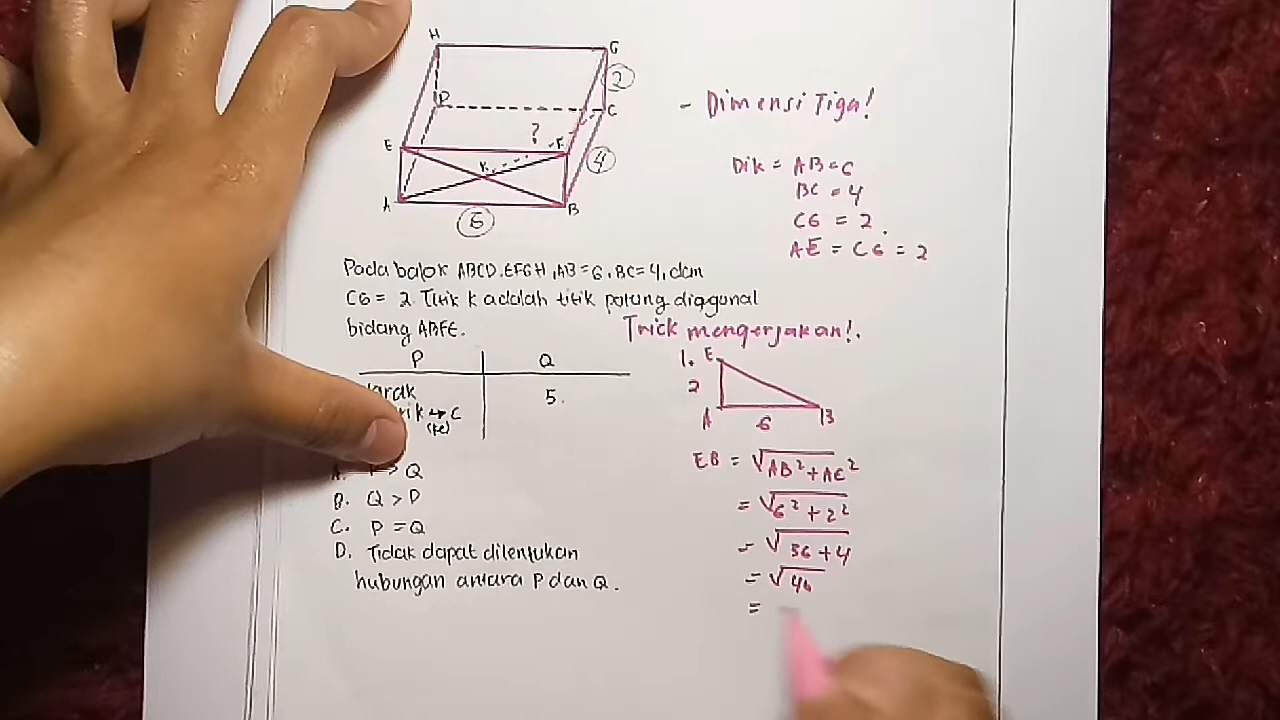 H
G
2
D
C
- Dimensi Tiga!
?
E
F
K
4
A
B
6
Dik = AB = 6
BC = 4
CG = 2.
AE = CG = 2
Pada balok ABCD.EFGH, AB = 6, BC = 4, dan
CG = 2. Titik K adalah titik potong diagonal
bidang ABFE.
P Q
5.
→ C
(ke)
Q
B. Q > P
C. P = Q
D. Tidak dapat ditentukan
hubungan antara P dan Q.
Trick mengerjakan!.
1. E
2
A 6 B
EB = √AB² + AE²
= √6² + 2²
= √36 + 4
= √40
=